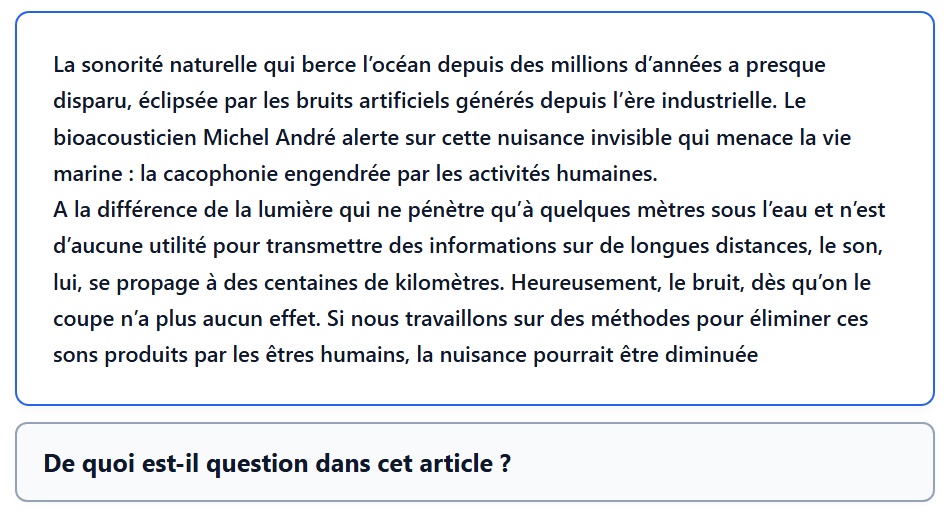 La sonorité naturelle qui berce l’océan depuis des millions d’années a presque
disparu, éclipsée par les bruits artificiels générés depuis l’ère industrielle. Le
bioacousticien Michel André alerte sur cette nuisance invisible qui menace la vie
marine : la cacophonie engendrée par les activités humaines.
A la différence de la lumière qui ne pénètre qu’à quelques mètres sous l’eau et n’est
d’aucune utilité pour transmettre des informations sur de longues distances, le son,
lui, se propage à des centaines de kilomètres. Heureusement, le bruit, dès qu’on le
coupe n’a plus aucun effet. Si nous travaillons sur des méthodes pour éliminer ces
sons produits par les êtres humains, la nuisance pourrait être diminuée
De quoi est-il question dans cet article ?